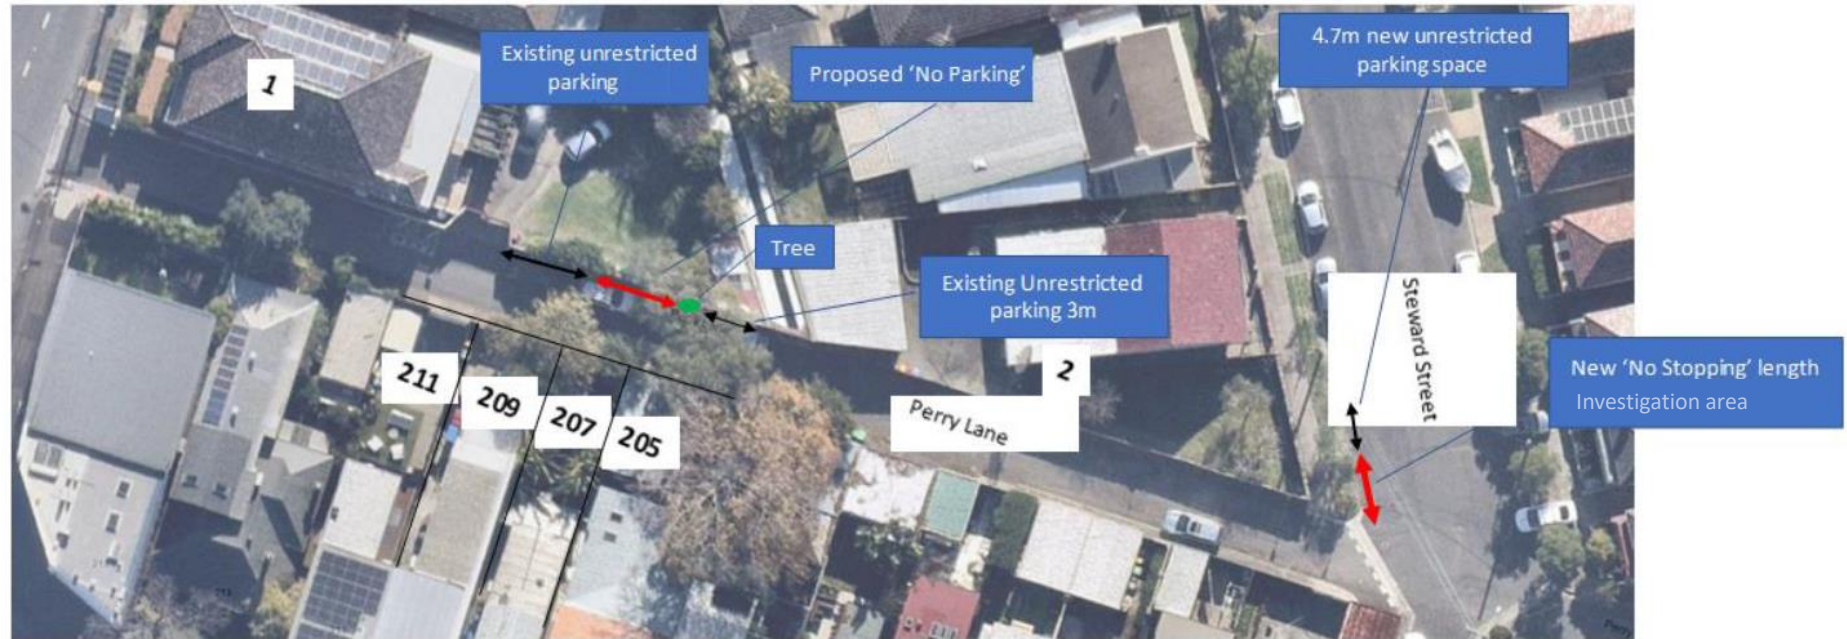 Existing unrestricted
parking
Proposed 'No Parking'
4.7m new unrestricted
parking space
1
Tree
Existing Unrestricted
parking 3m
Steward Street
New 'No Stopping' length
Investigation area
2
211
209
207
205
Perry Lane